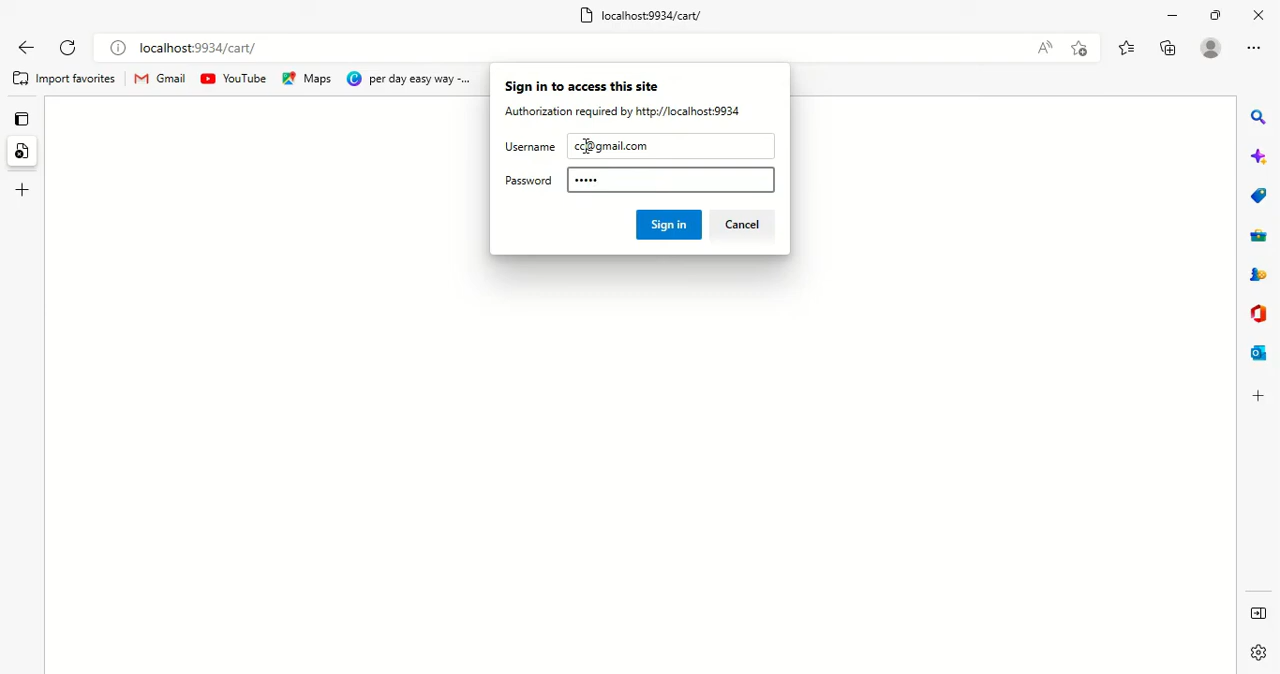 localhost:9934/cart/
localhost:9934/cart/
Import favorites Gmail YouTube Maps per day easy way -...
Sign in to access this site
Authorization required by http://localhost:9934
Username cc@gmail.com
Password •••••
Sign in Cancel